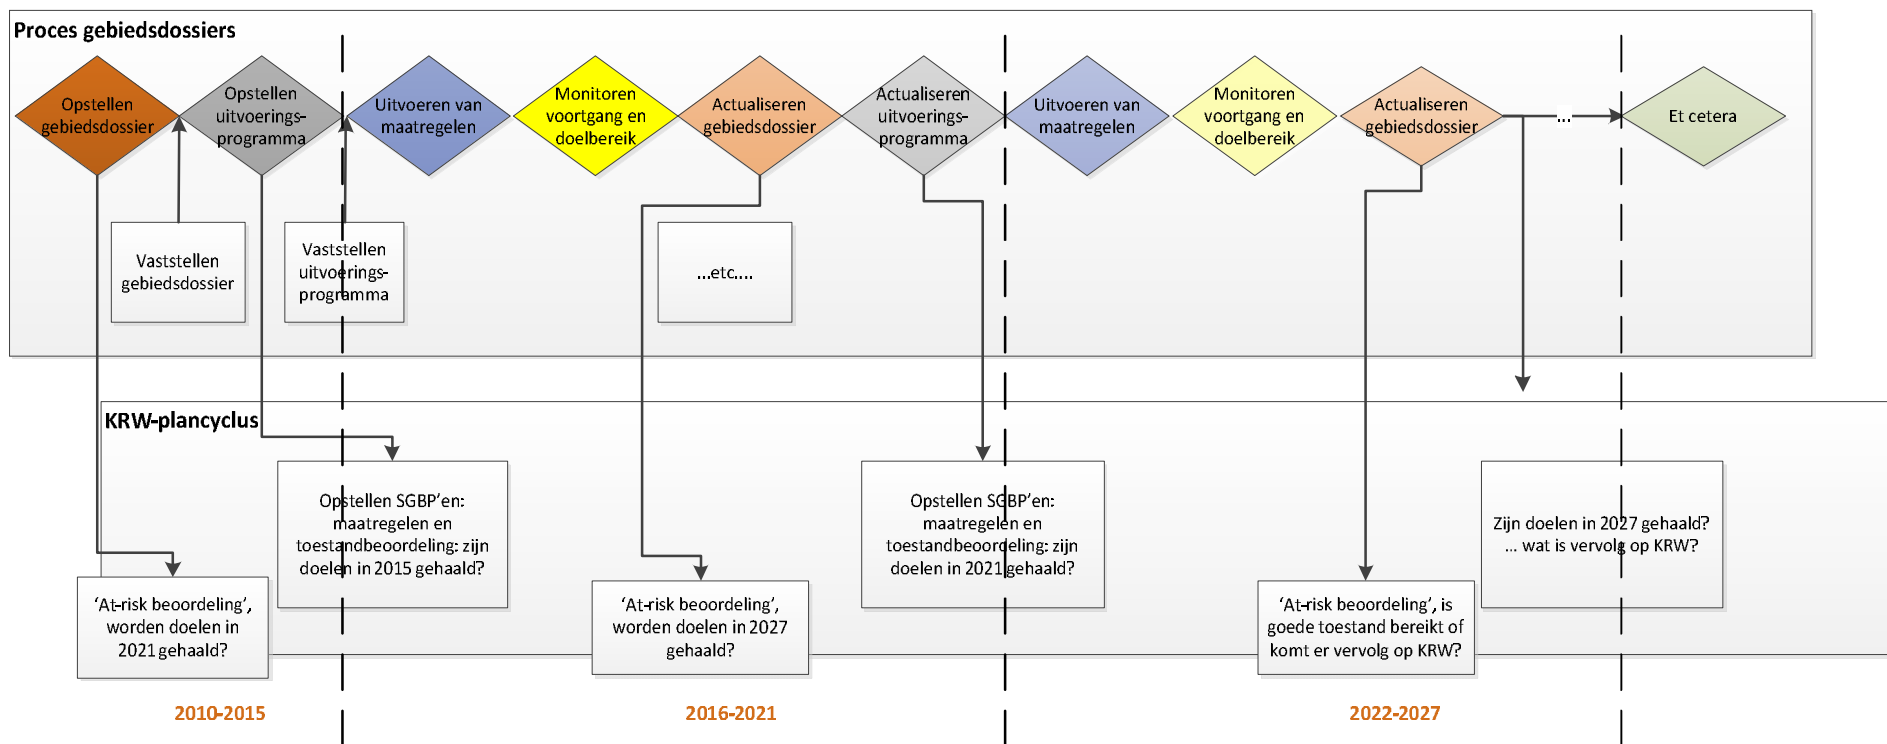 Proces gebiedsdossiers
Opstellen
gebiedsdossier
Opstellen
uitvoerings-
programma
Uitvoeren van
maatregelen
Monitoren
voortgang en
doelbereik
Actualiseren
gebiedsdossier
Actualiseren
uitvoerings-
programma
Uitvoeren van
maatregelen
Monitoren
voortgang en
doelbereik
Actualiseren
gebiedsdossier
...
Et cetera
Vaststellen
gebiedsdossier
Vaststellen
uitvoerings-
programma
...etc....
KRW-plancyclus
Opstellen SGBP’en:
maatregelen en
toestandbeoordeling: zijn
doelen in 2015 gehaald?
Opstellen SGBP’en:
maatregelen en
toestandbeoordeling: zijn
doelen in 2021 gehaald?
Zijn doelen in 2027 gehaald?
... wat is vervolg op KRW?
‘At-risk beoordeling’,
worden doelen in
2021 gehaald?
‘At-risk beoordeling’,
worden doelen in 2027
gehaald?
‘At-risk beoordeling’, is
goede toestand bereikt of
komt er vervolg op KRW?
2010-2015
2016-2021
2022-2027